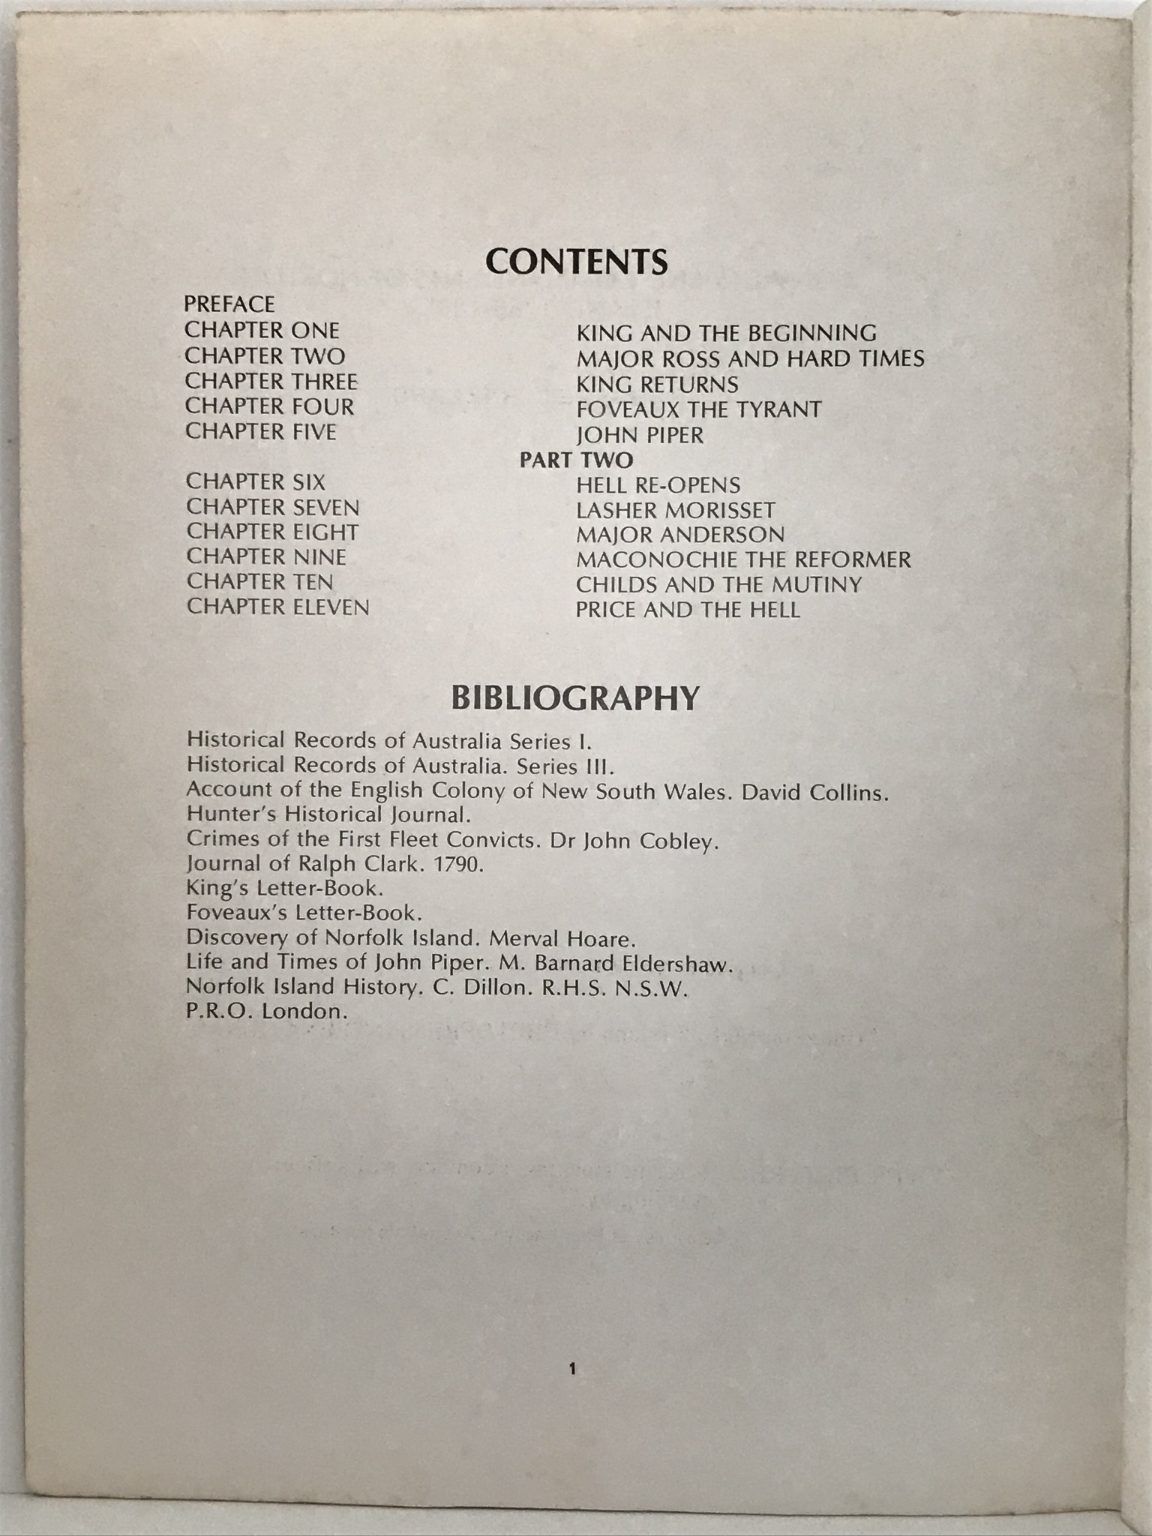 CONTENTS
PREFACE
CHAPTER ONE KING AND THE BEGINNING
CHAPTER TWO MAJOR ROSS AND HARD TIMES
CHAPTER THREE KING RETURNS
CHAPTER FOUR FOVEAUX THE TYRANT
CHAPTER FIVE JOHN PIPER
PART TWO
CHAPTER SIX HELL RE-OPENS
CHAPTER SEVEN LASHER MORISSET
CHAPTER EIGHT MAJOR ANDERSON
CHAPTER NINE MACONOCHIE THE REFORMER
CHAPTER TEN CHILDS AND THE MUTINY
CHAPTER ELEVEN PRICE AND THE HELL
BIBLIOGRAPHY
Historical Records of Australia Series I.
Historical Records of Australia. Series III.
Account of the English Colony of New South Wales. David Collins.
Hunter's Historical Journal.
Crimes of the First Fleet Convicts. Dr John Cobley.
Journal of Ralph Clark. 1790.
King's Letter-Book.
Foveaux's Letter-Book.
Discovery of Norfolk Island. Merval Hoare.
Life and Times of John Piper. M. Barnard Eldershaw.
Norfolk Island History. C. Dillon. R.H.S. N.S.W.
P.R.O. London.
1